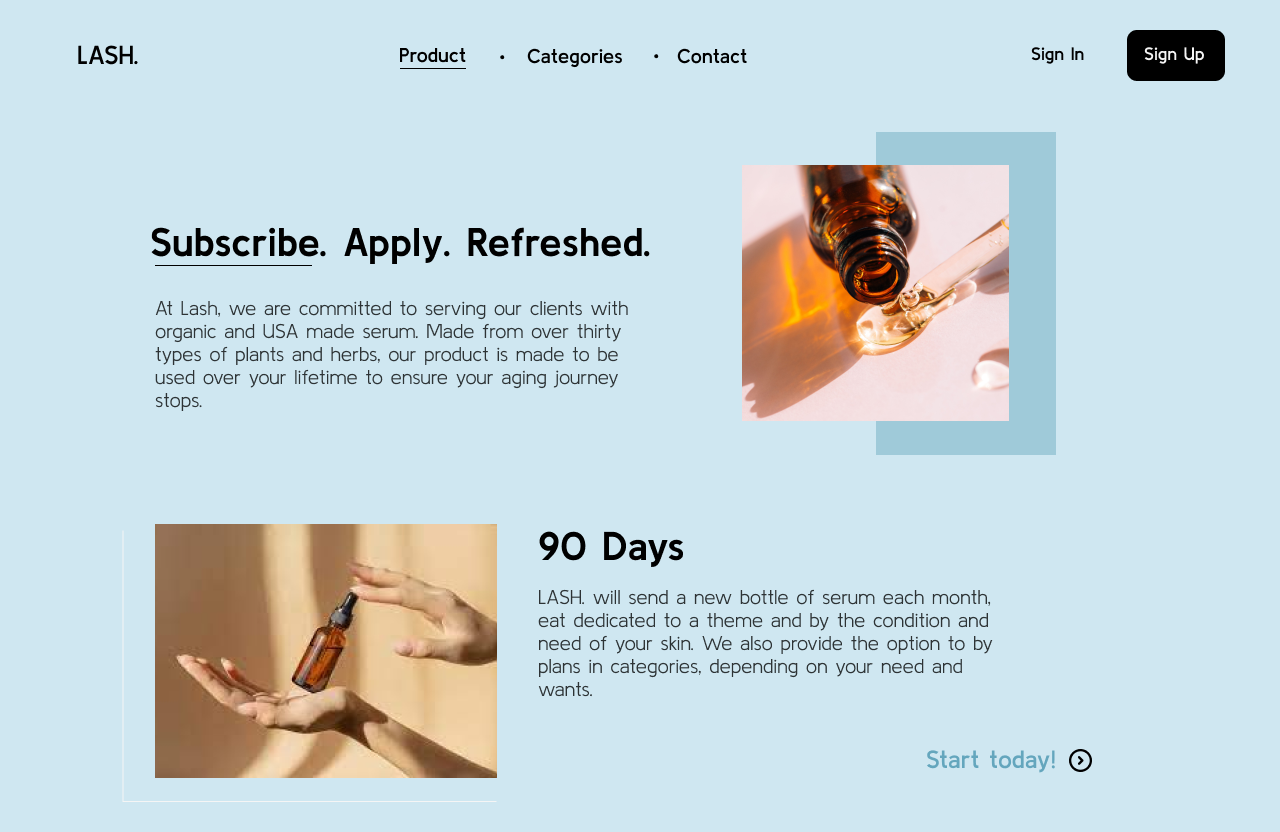 LASH.
Product • Categories • Contact
Sign In
Sign Up
Subscribe. Apply. Refreshed.
At Lash, we are committed to serving our clients with
organic and USA made serum. Made from over thirty
types of plants and herbs, our product is made to be
used over your lifetime to ensure your aging journey
stops.
90 Days
LASH. will send a new bottle of serum each month,
eat dedicated to a theme and by the condition and
need of your skin. We also provide the option to by
plans in categories, depending on your need and
wants.
Start today!